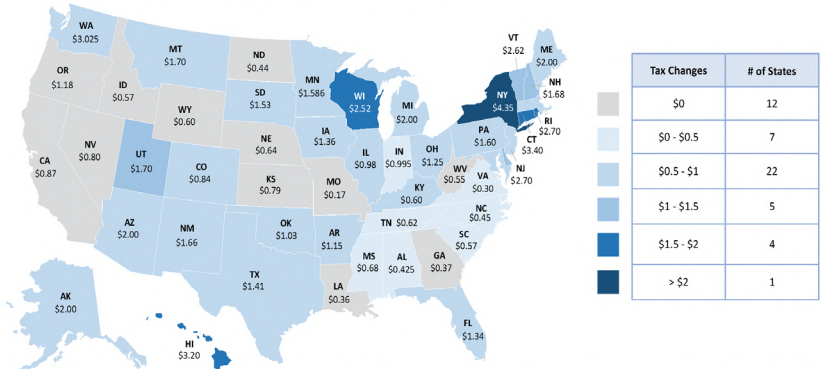 WA
$3.025
MT
$1.70
ND
$0.44
OR
$1.18
ID
$0.57
SD
$1.53
MN
$1.586
WI
$2.52
MI
$2.00
VT
$2.62
ME
$2.00
NH
$1.68
NY
$4.35
RI
$2.70
CT
$3.40
NJ
$2.70
PA
$1.60
WY
$0.60
NE
$0.64
IA
$1.36
IL
$0.98
IN
$0.995
OH
$1.25
WV
$0.55
VA
$0.30
CA
$0.87
NV
$0.80
UT
$1.70
CO
$0.84
KS
$0.79
MO
$0.17
KY
$0.60
NC
$0.45
TN $0.62
SC
$0.57
AZ
$2.00
NM
$1.66
OK
$1.03
AR
$1.15
MS
$0.68
AL
$0.425
GA
$0.37
TX
$1.41
LA
$0.36
FL
$1.34
AK
$2.00
HI
$3.20
Tax Changes # of States
$0 12
$0 - $0.5 7
$0.5 - $1 22
$1 - $1.5 5
$1.5 - $2 4
> $2 1